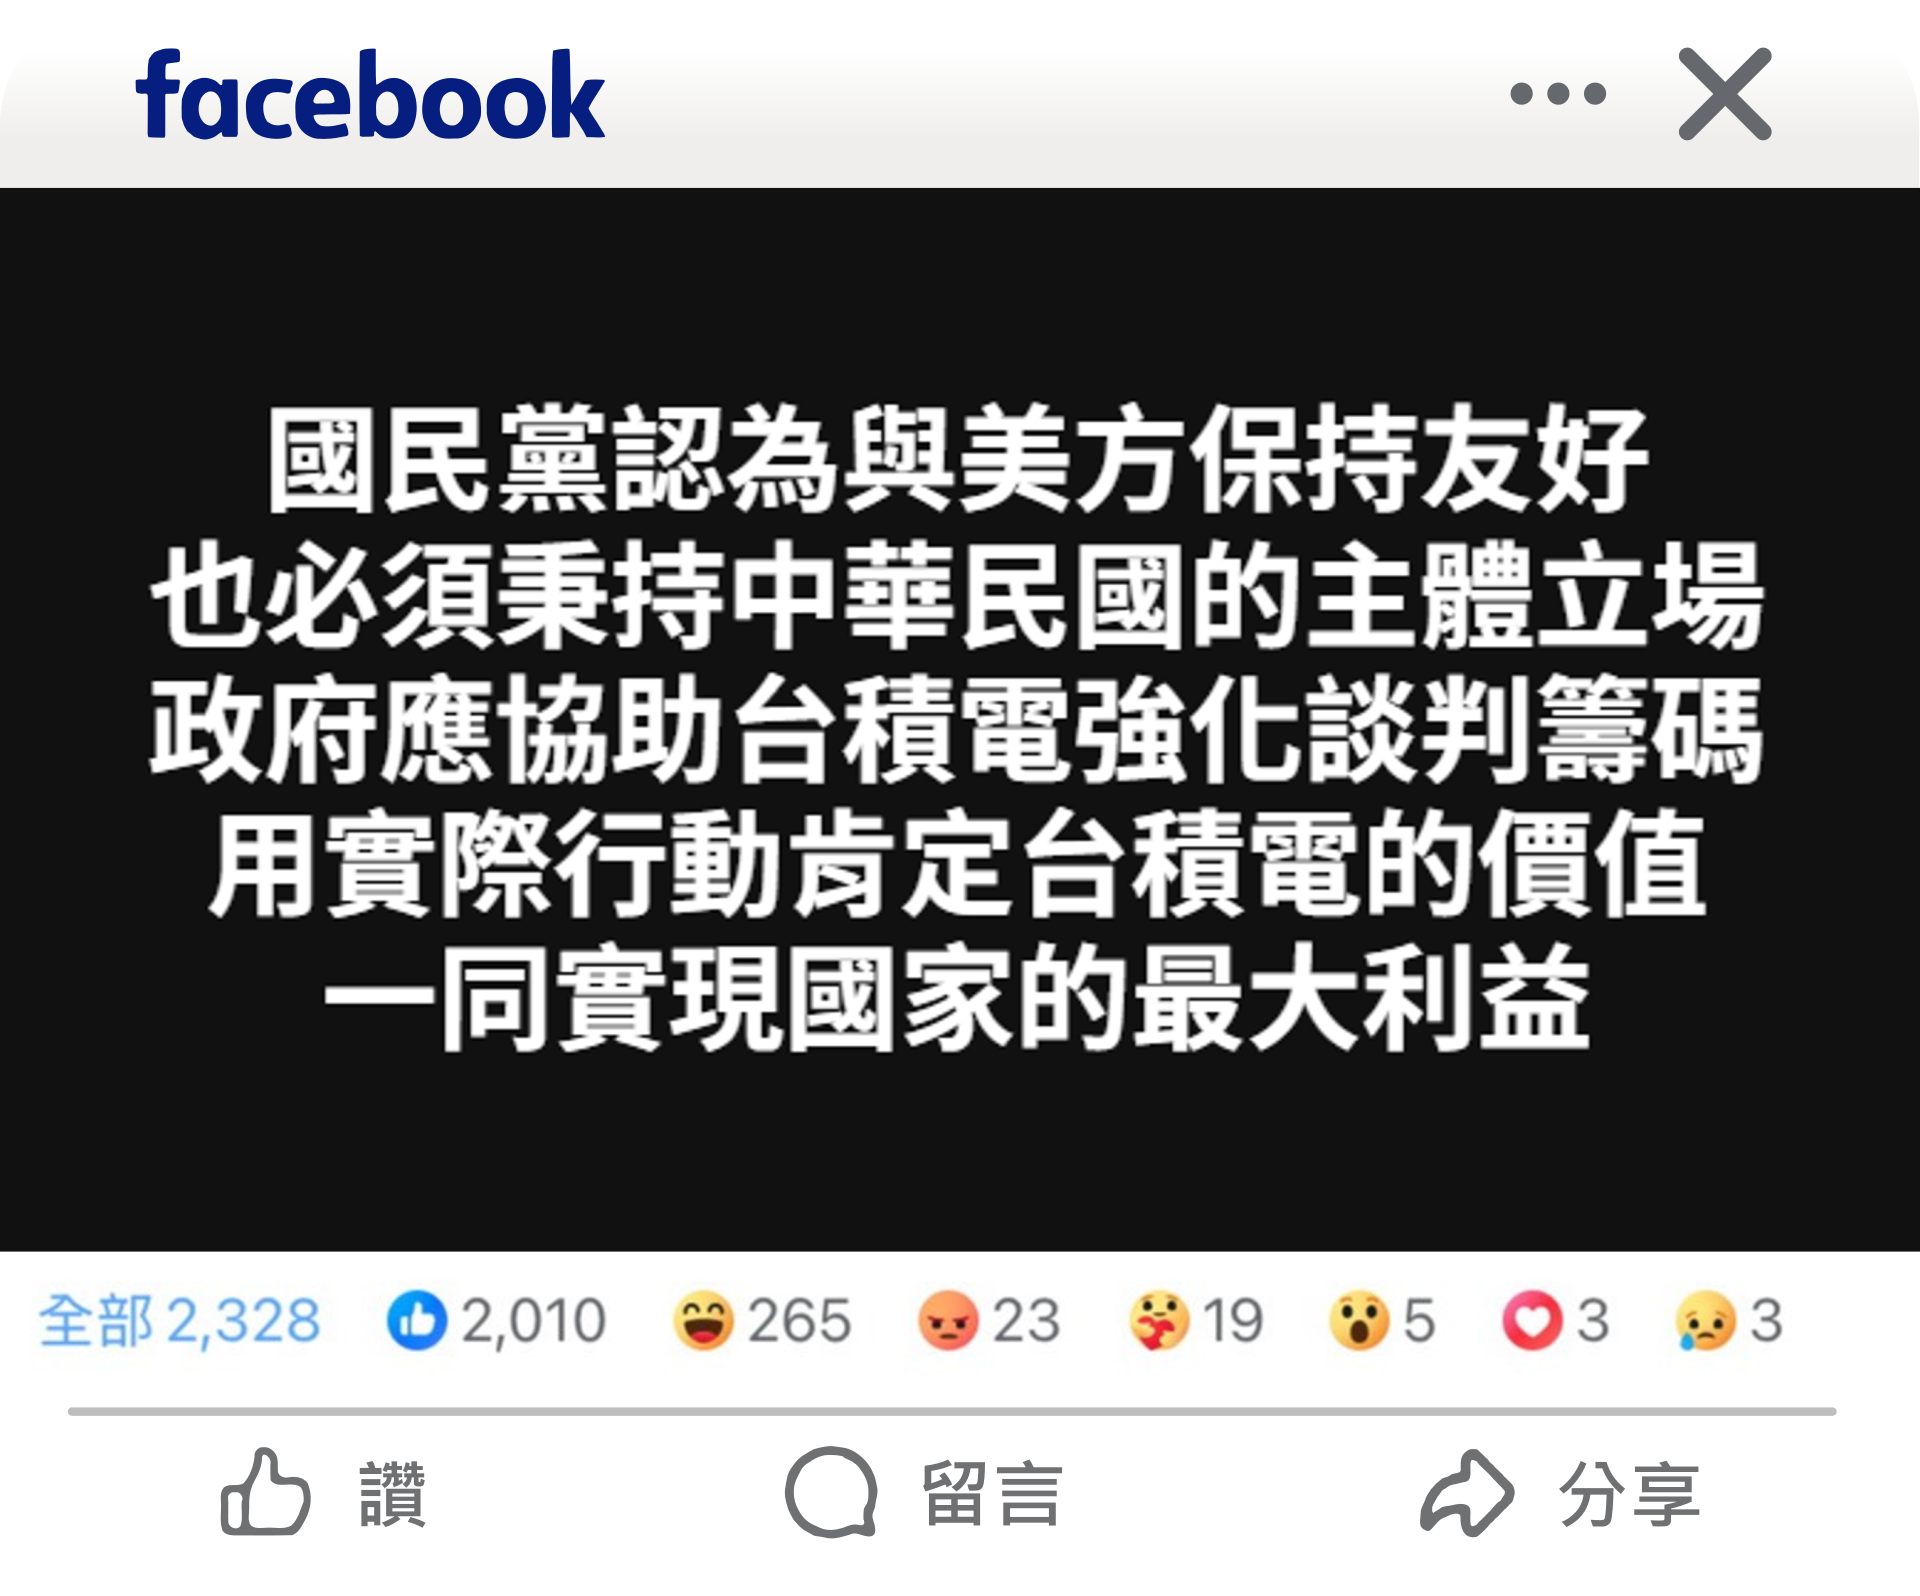 facebook
國民黨認為與美方保持友好
也必須秉持中華民國的主體立場
政府應協助台積電強化談判籌碼
用實際行動肯定台積電的價值
一同實現國家的最大利益
全部 2,328 2,010 265 23 19 5 3 3
讚 留言 分享